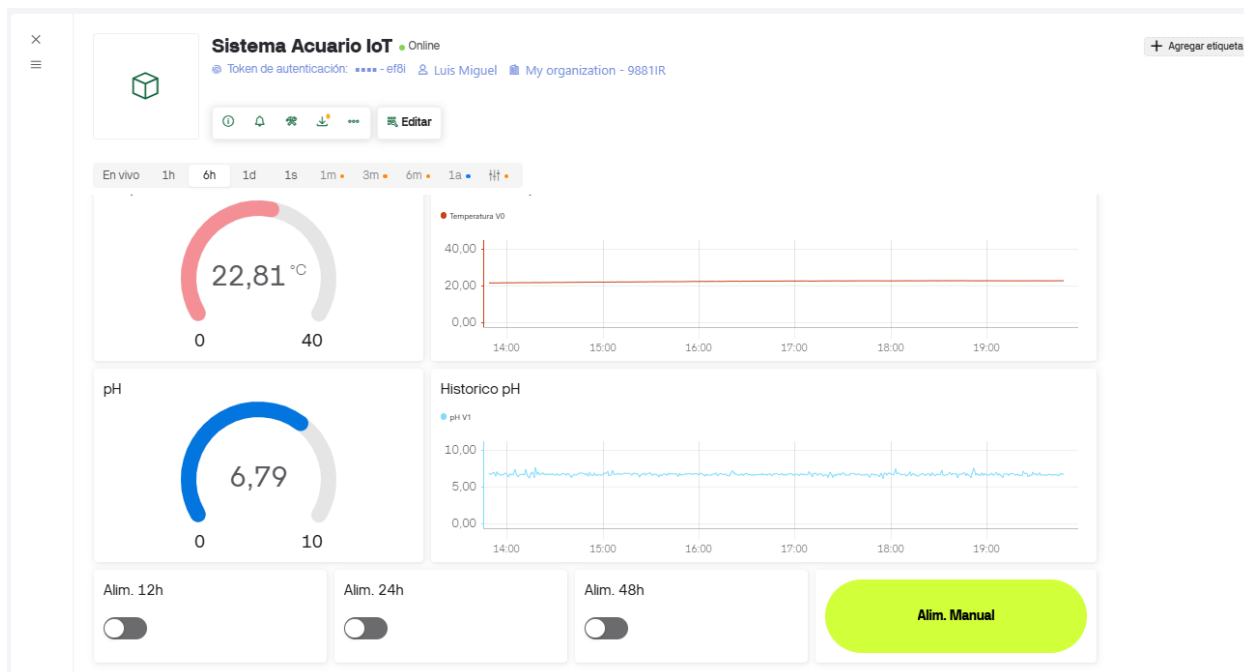 Sistema Acuario IoT Online
Token de autenticación: ▪▪▪▪ - ef8i Luis Miguel My organization - 9881IR
Agregar etiqueta
Editar
En vivo 1h 6h 1d 1s 1m 3m 6m 1a
22,81 °C
0 40
Temperatura V0
40,00
20,00
0,00
14:00 15:00 16:00 17:00 18:00 19:00
pH
6,79
0 10
Historico pH
pH V1
10,00
5,00
0,00
14:00 15:00 16:00 17:00 18:00 19:00
Alim. 12h
Alim. 24h
Alim. 48h
Alim. Manual